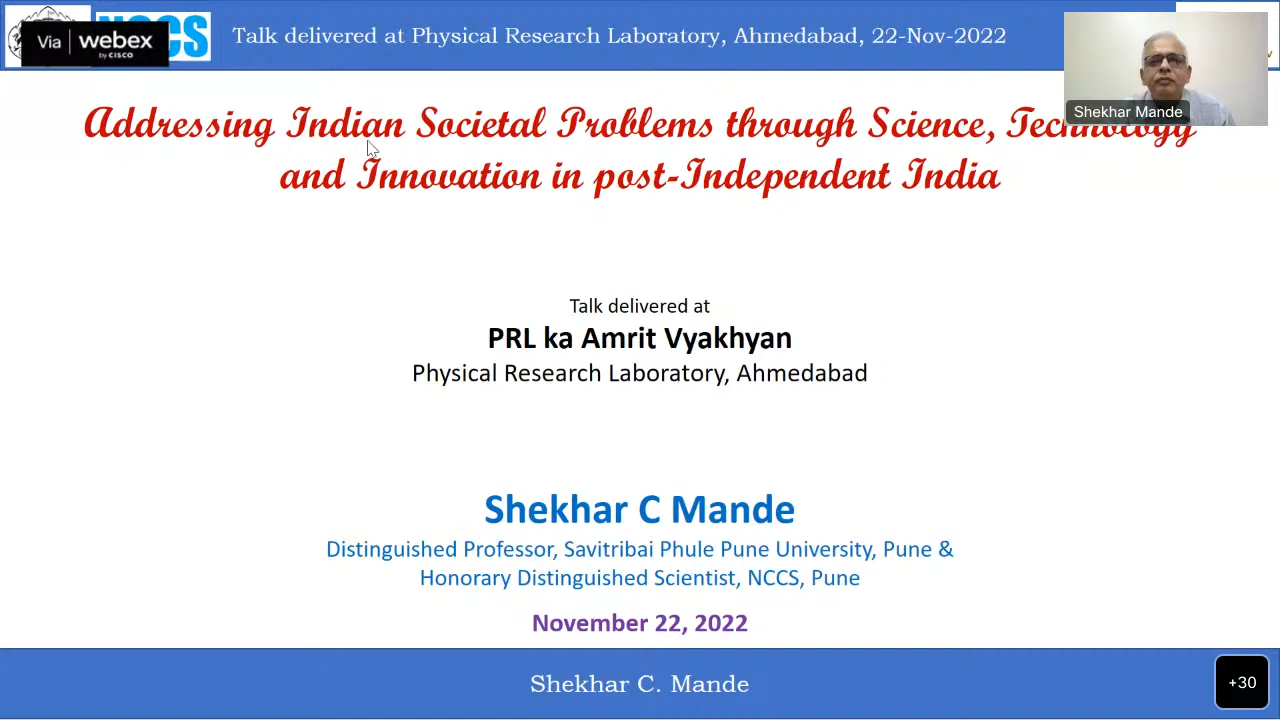 Via webex
by CISCO
CS
Talk delivered at Physical Research Laboratory, Ahmedabad, 22-Nov-2022
Shekhar Mande
Addressing Indian Societal Problems through Science, Technology
and Innovation in post-Independent India
Talk delivered at
PRL ka Amrit Vyakhyan
Physical Research Laboratory, Ahmedabad
Shekhar C Mande
Distinguished Professor, Savitribai Phule Pune University, Pune &
Honorary Distinguished Scientist, NCCS, Pune
November 22, 2022
Shekhar C. Mande
+30